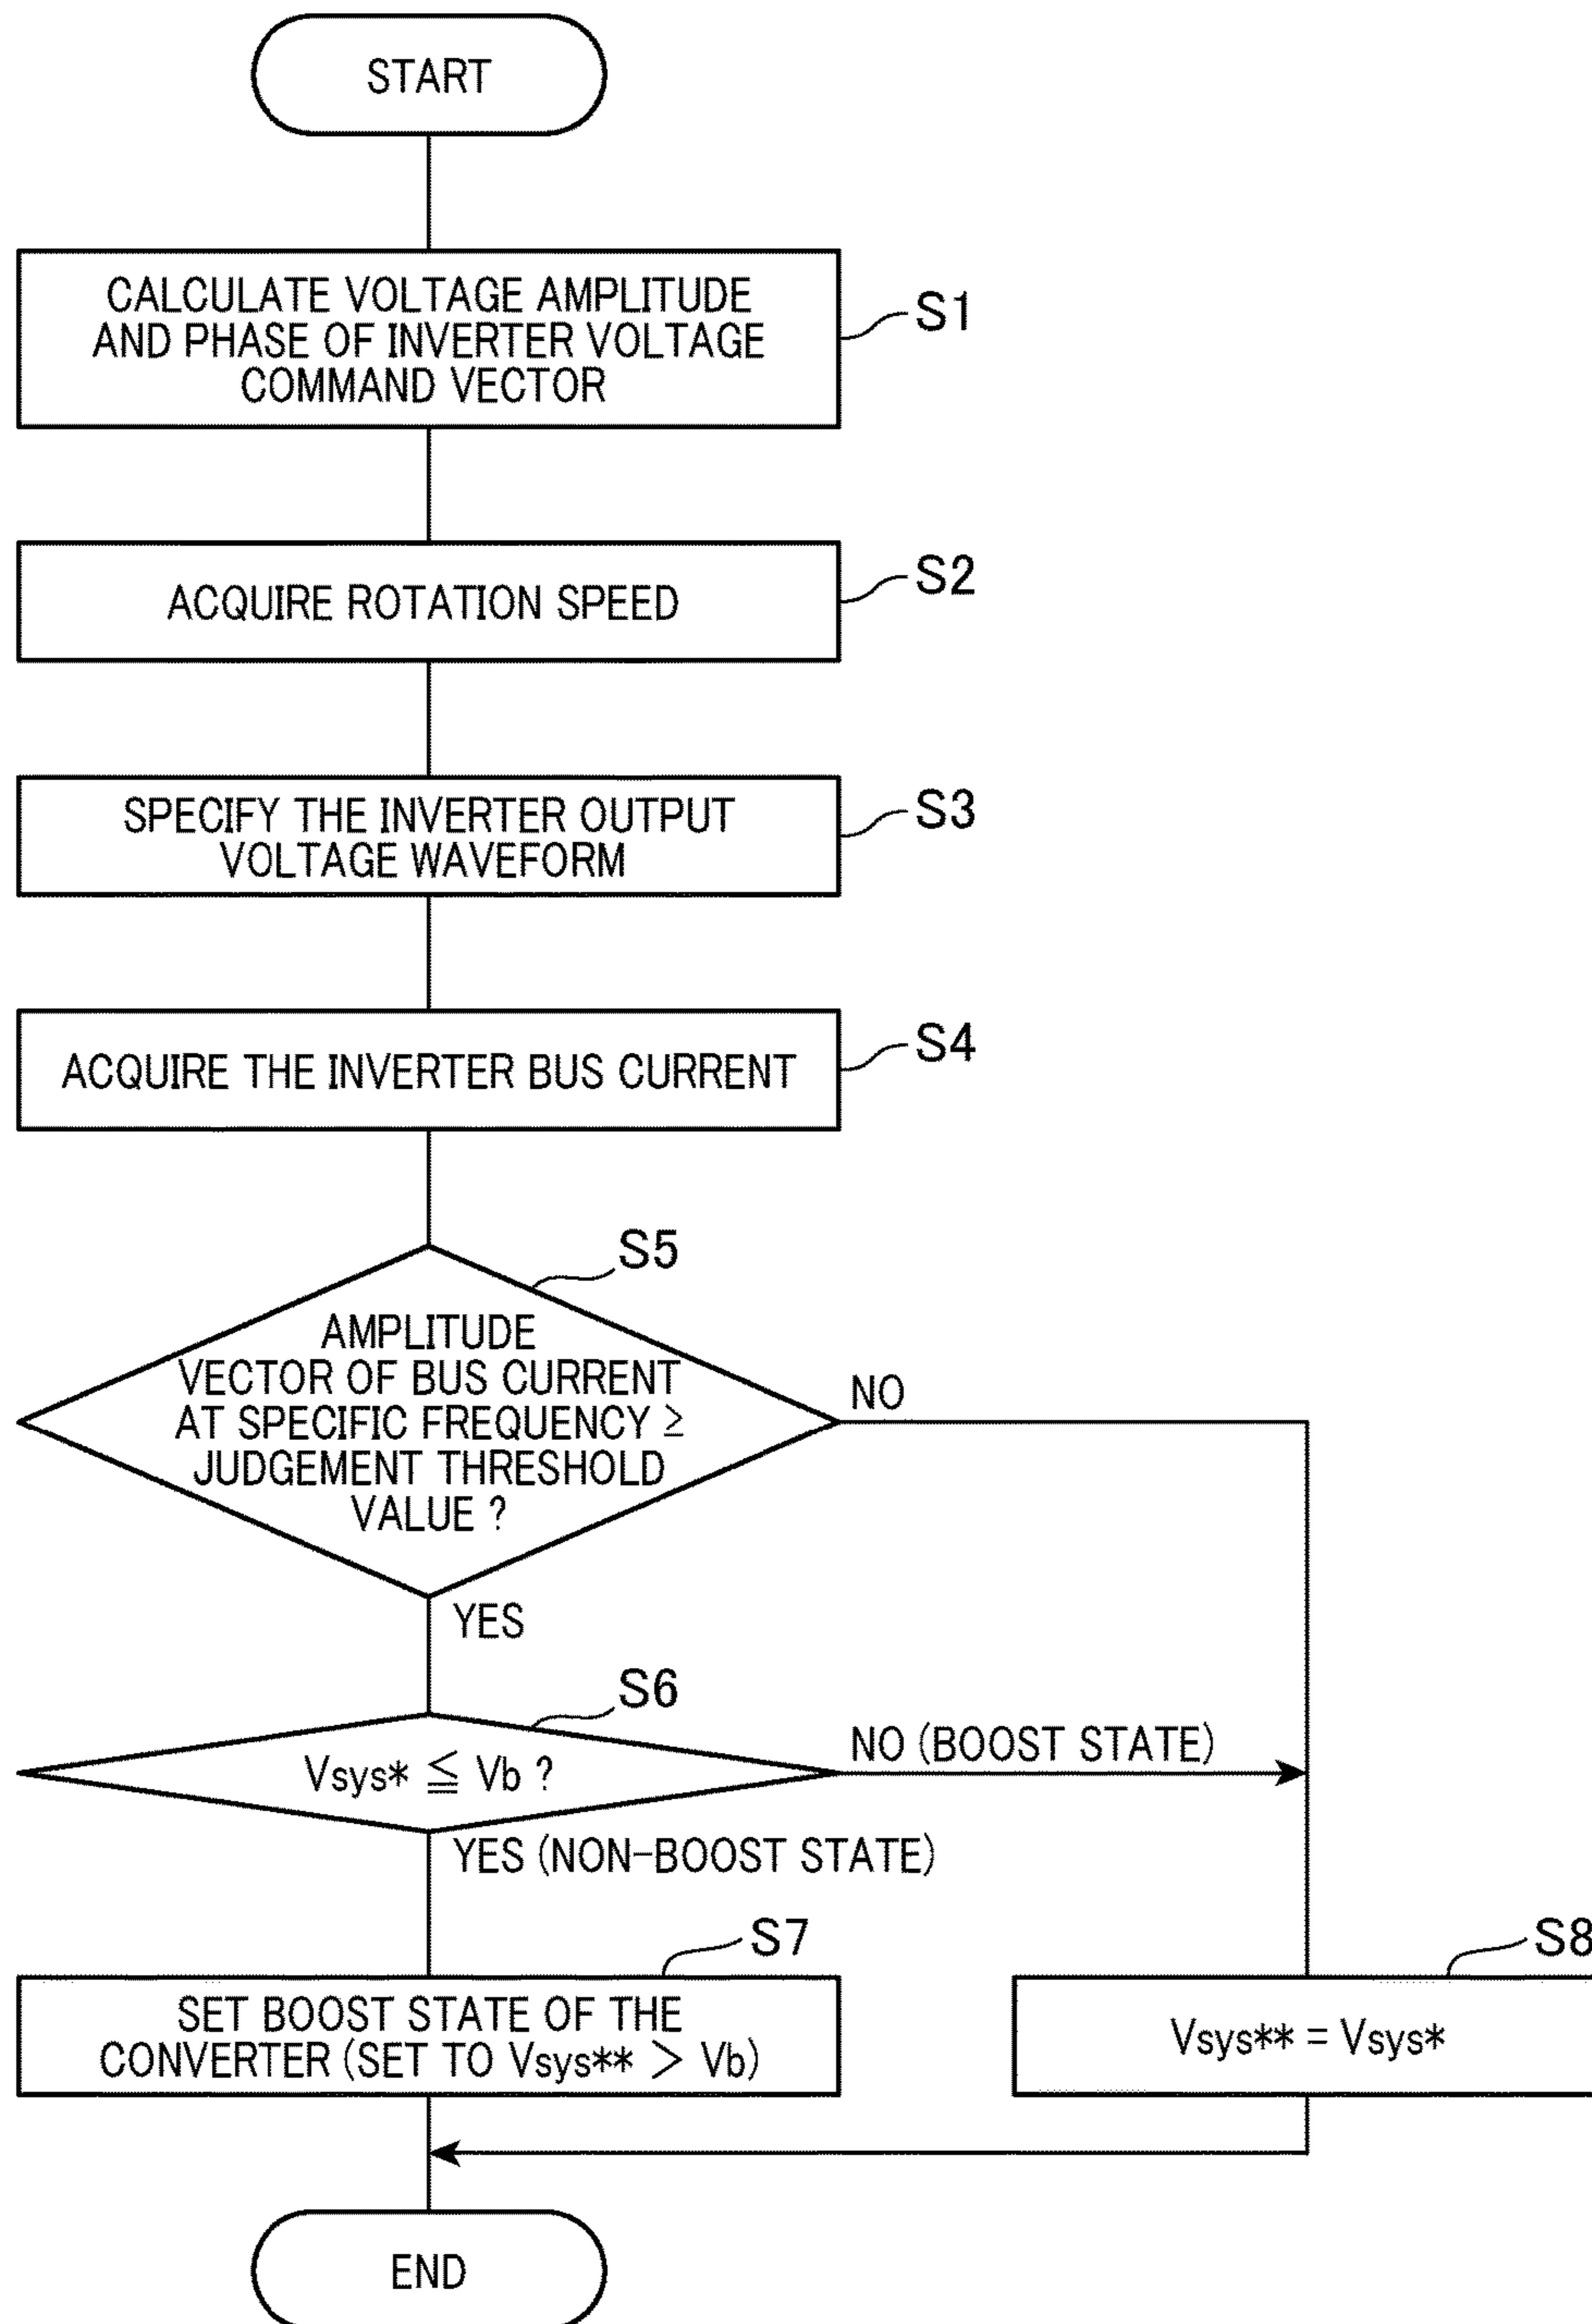 START
CALCULATE VOLTAGE AMPLITUDE
AND PHASE OF INVERTER VOLTAGE
COMMAND VECTOR
S1
ACQUIRE ROTATION SPEED
S2
SPECIFY THE INVERTER OUTPUT
VOLTAGE WAVEFORM
S3
ACQUIRE THE INVERTER BUS CURRENT
S4
S5
AMPLITUDE
VECTOR OF BUS CURRENT
AT SPECIFIC FREQUENCY ≥
JUDGEMENT THRESHOLD
VALUE ?
NO
YES
S6
Vsys* ≦ Vb ?
NO (BOOST STATE)
YES (NON-BOOST STATE)
S7
SET BOOST STATE OF THE
CONVERTER (SET TO Vsys** > Vb)
S8
Vsys** = Vsys*
END